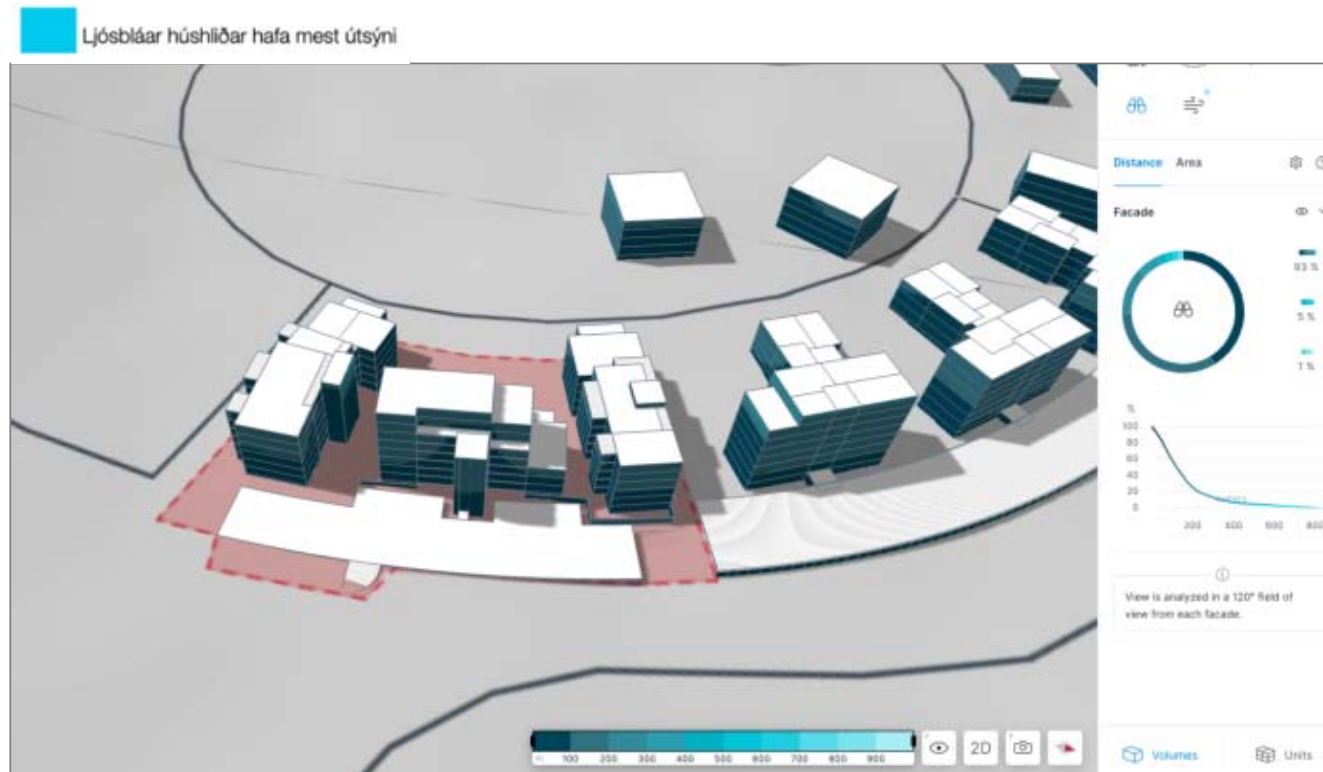 Ljósbláar húshliðar hafa mest útsýni
Distance Area
Facade
93 %
5 %
1 %
%
100
80
60
40
20
0
200 400 600 800
View is analyzed in a 120° field of
view from each facade.
100 200 300 400 500 600 700 800 900
2D
Volumes Units